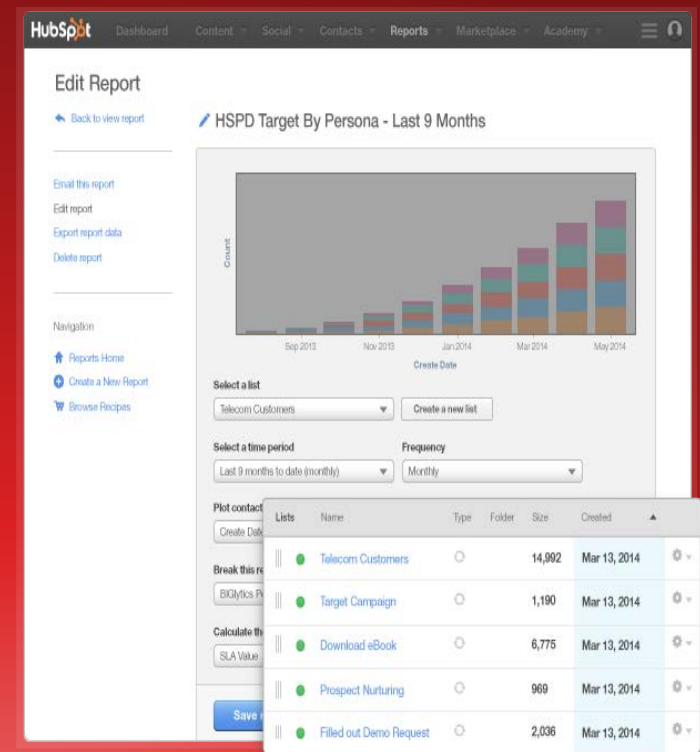 HubSpot Dashboard Content Social Contacts Reports Marketplace Academy
Edit Report
Back to view report
HSPD Target By Persona - Last 9 Months
Email this report
Edit report
Export report data
Delete report
Navigation
Reports Home
Create a New Report
Browse Recipes
Count
Sep 2013 Nov 2013 Jan 2014 Mar 2014 May 2014
Create Date
Select a list
Telecom Customers Create a new list
Select a time period Frequency
Last 9 months to date (monthly) Monthly
Plot contact
Create Date
Break this re
BIGlytics Pe
Calculate the
SLA Value
Save
Lists Name Type Folder Size Created
Telecom Customers 14,992 Mar 13, 2014
Target Campaign 1,190 Mar 13, 2014
Download eBook 6,775 Mar 13, 2014
Prospect Nurturing 969 Mar 13, 2014
Filled out Demo Request 2,036 Mar 13, 2014